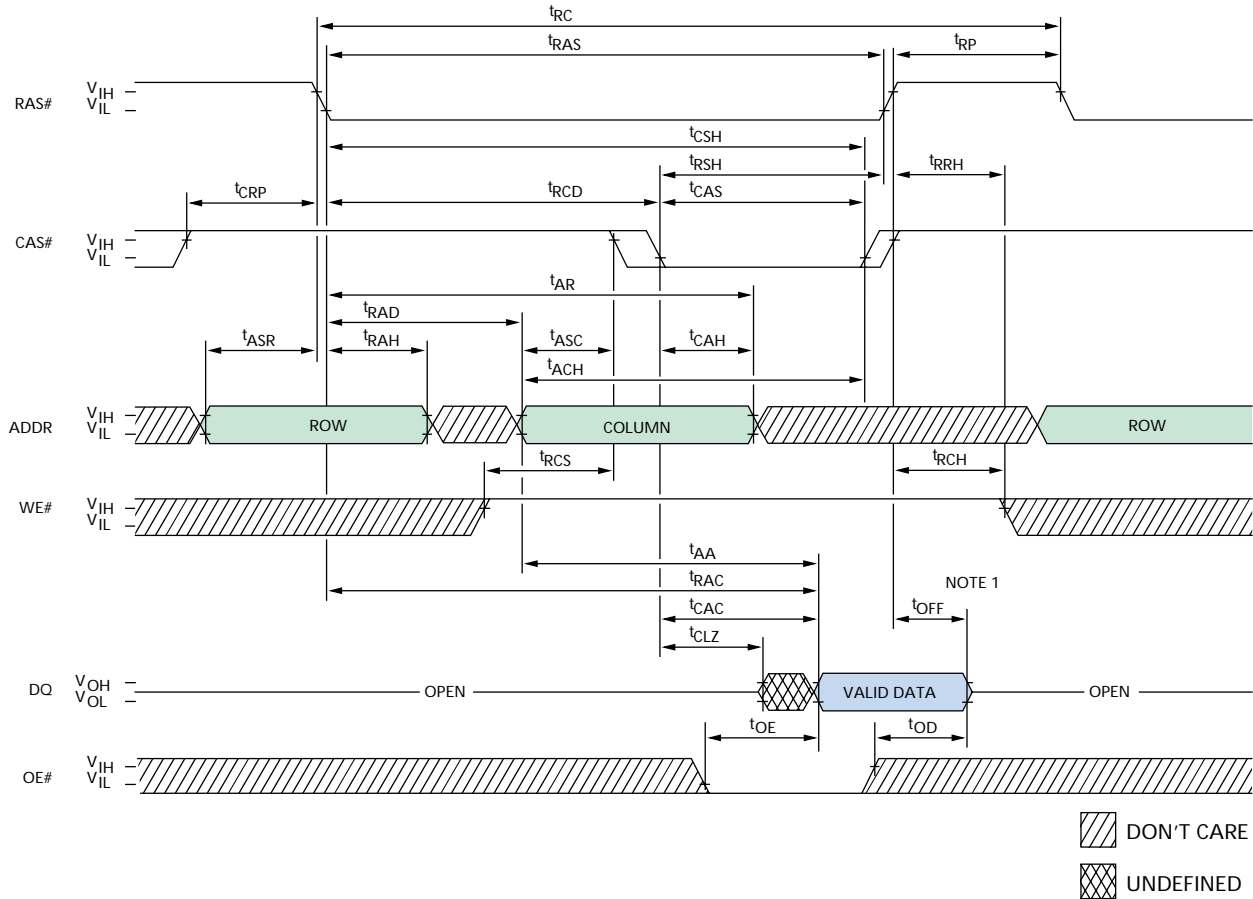 tRC
tRAS
tRP
RAS#
VIH
VIL
tCSH
tRSH
tRRH
tCRP
tRCD
tCAS
CAS#
VIH
VIL
tAR
tRAD
tASR
tRAH
tASC
tCAH
tACH
ADDR
VIH
VIL
ROW
COLUMN
ROW
tRCS
tRCH
WE#
VIH
VIL
tAA
tRAC
NOTE 1
tCAC
tOFF
tCLZ
DQ
VOH
VOL
OPEN
VALID DATA
OPEN
tOE
tOD
OE#
VIH
VIL
DON'T CARE
UNDEFINED